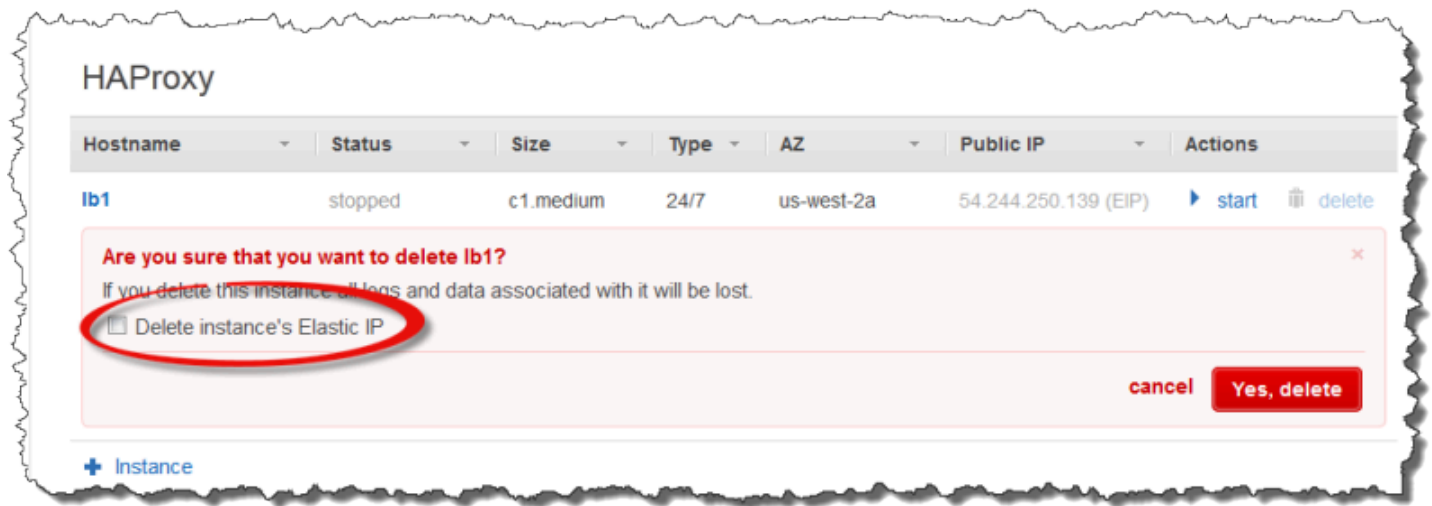 HAProxy
Hostname Status Size Type AZ Public IP Actions
lb1 stopped c1.medium 24/7 us-west-2a 54.244.250.139 (EIP) start delete
Are you sure that you want to delete lb1?
If you delete this instance all logs and data associated with it will be lost.
Delete instance's Elastic IP
cancel Yes, delete
Instance